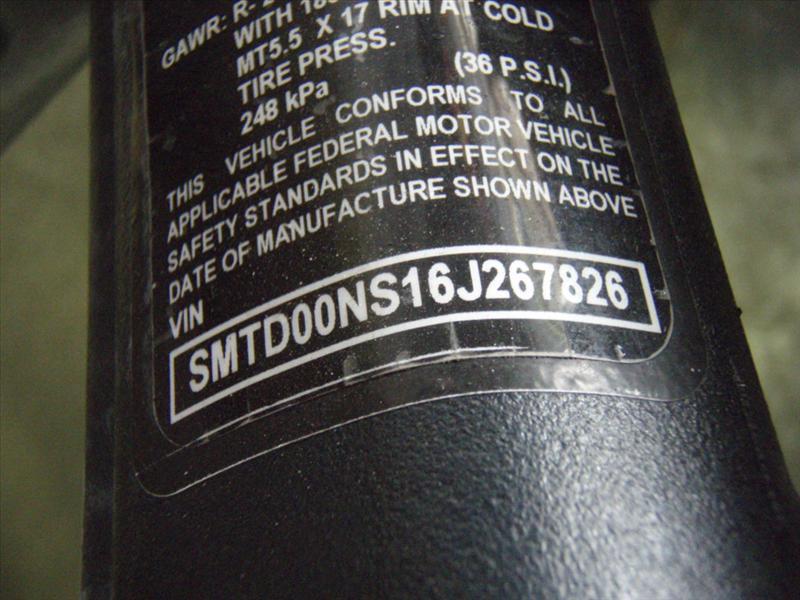 GAWR: R-
WITH
MT5.5 X 17 RIM AT COLD
TIRE PRESS.
248 kPa (36 P.S.I.)
THIS VEHICLE CONFORMS TO ALL
APPLICABLE FEDERAL MOTOR VEHICLE
SAFETY STANDARDS IN EFFECT ON THE
DATE OF MANUFACTURE SHOWN ABOVE
VIN
SMTD00NS16J267826